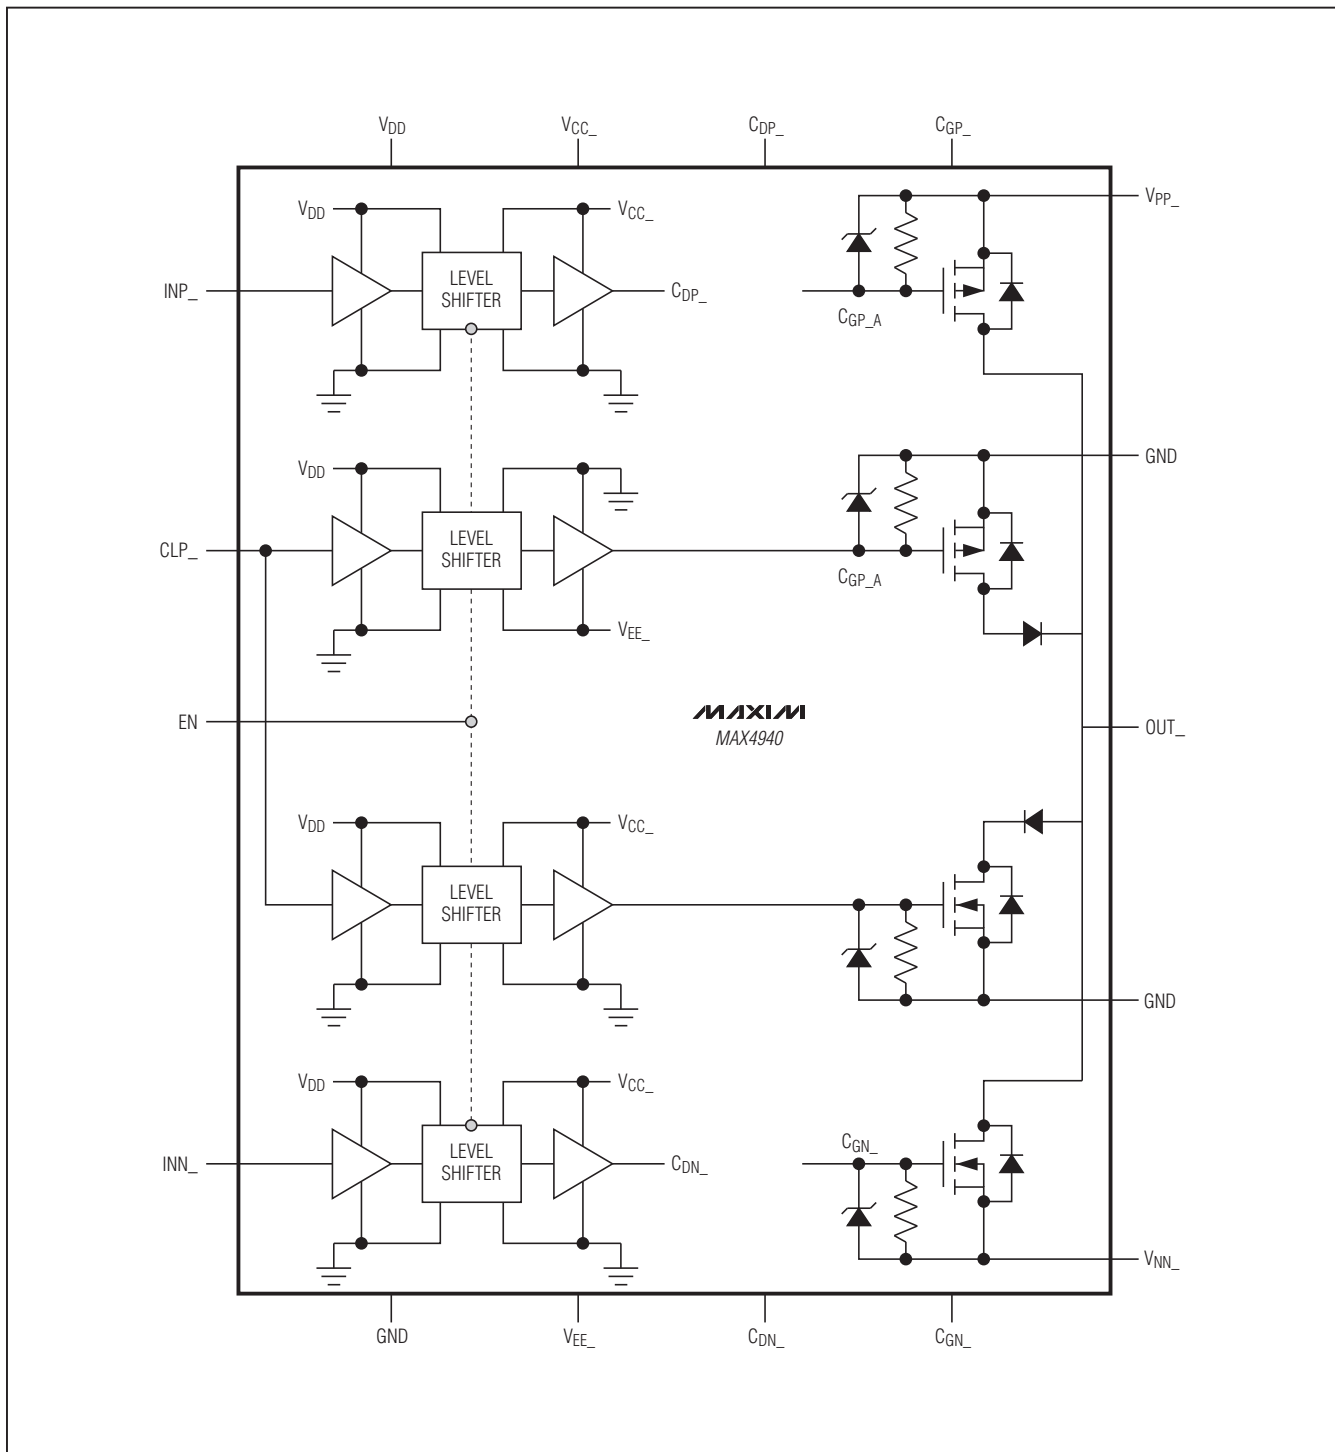 VDD
VCC_
CDP_
CGP_
VDD
VCC_
VPP_
INP_
LEVEL
SHIFTER
CDP_
CGP_A
VDD
GND
CLP_
LEVEL
SHIFTER
CGP_A
VEE_
EN
MAXIM
MAX4940
OUT_
VDD
VCC_
LEVEL
SHIFTER
GND
VDD
VCC_
INN_
LEVEL
SHIFTER
CDN_
CGN_
VNN_
GND
VEE_
CDN_
CGN_